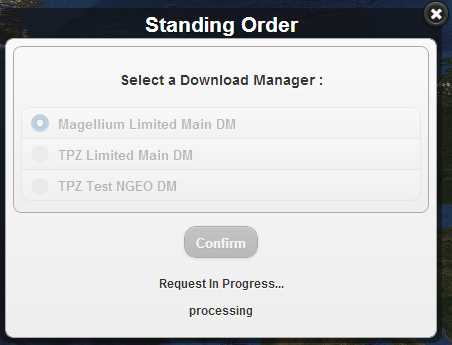 Standing Order
Select a Download Manager :
Magellium Limited Main DM
TPZ Limited Main DM
TPZ Test NGEO DM
Confirm
Request In Progress...
processing